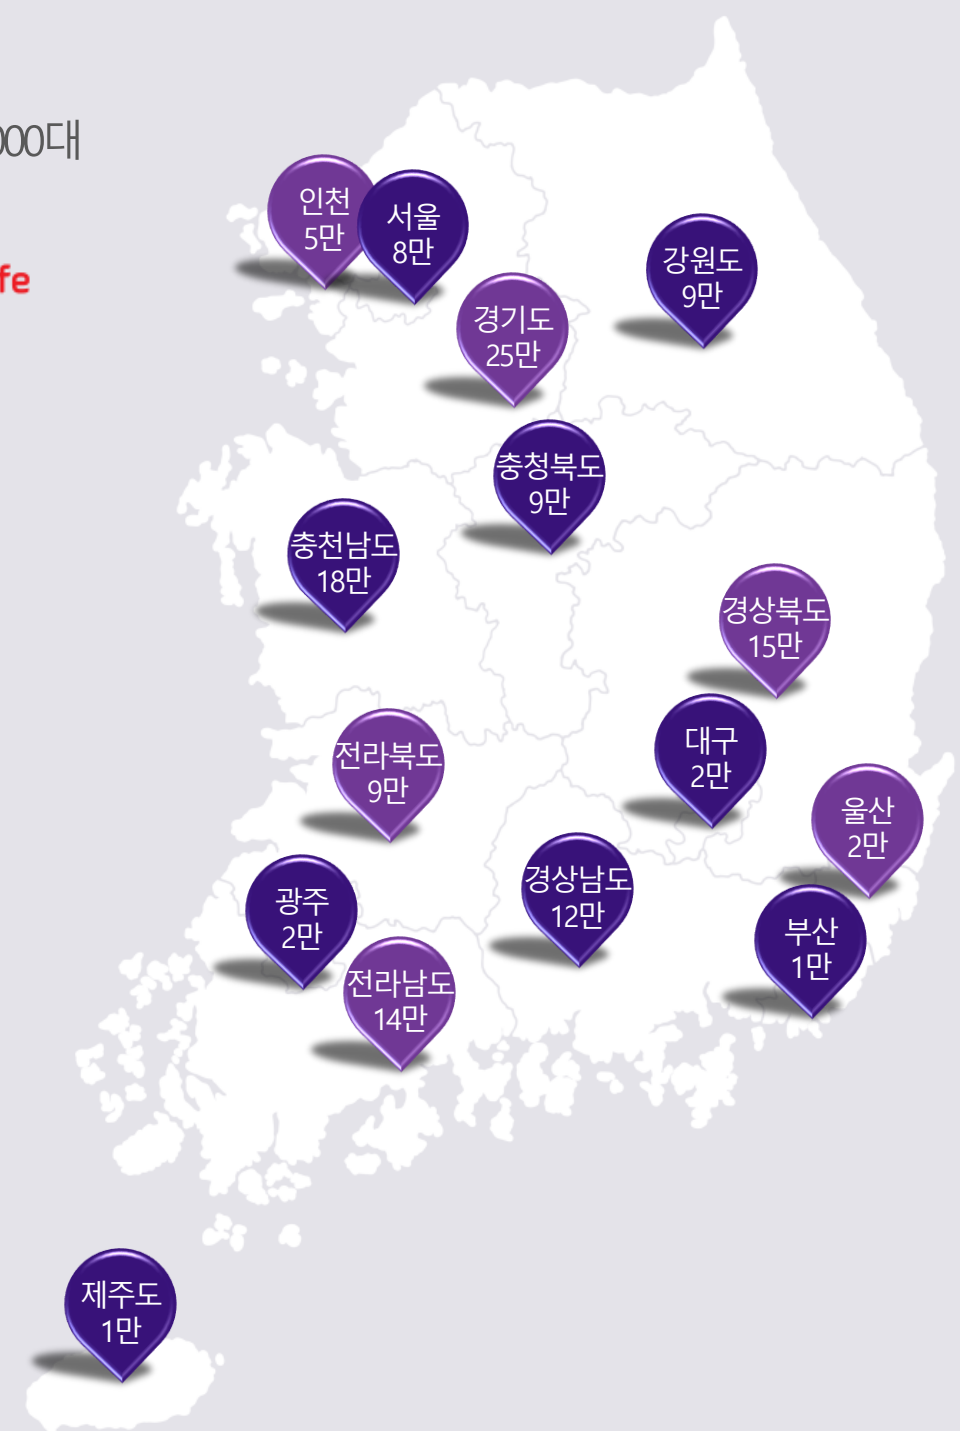 000대
fe
인천
5만
서울
8만
강원도
9만
경기도
25만
충청북도
9만
충천남도
18만
경상북도
15만
대구
2만
전라북도
9만
울산
2만
경상남도
12만
광주
2만
부산
1만
전라남도
14만
제주도
1만